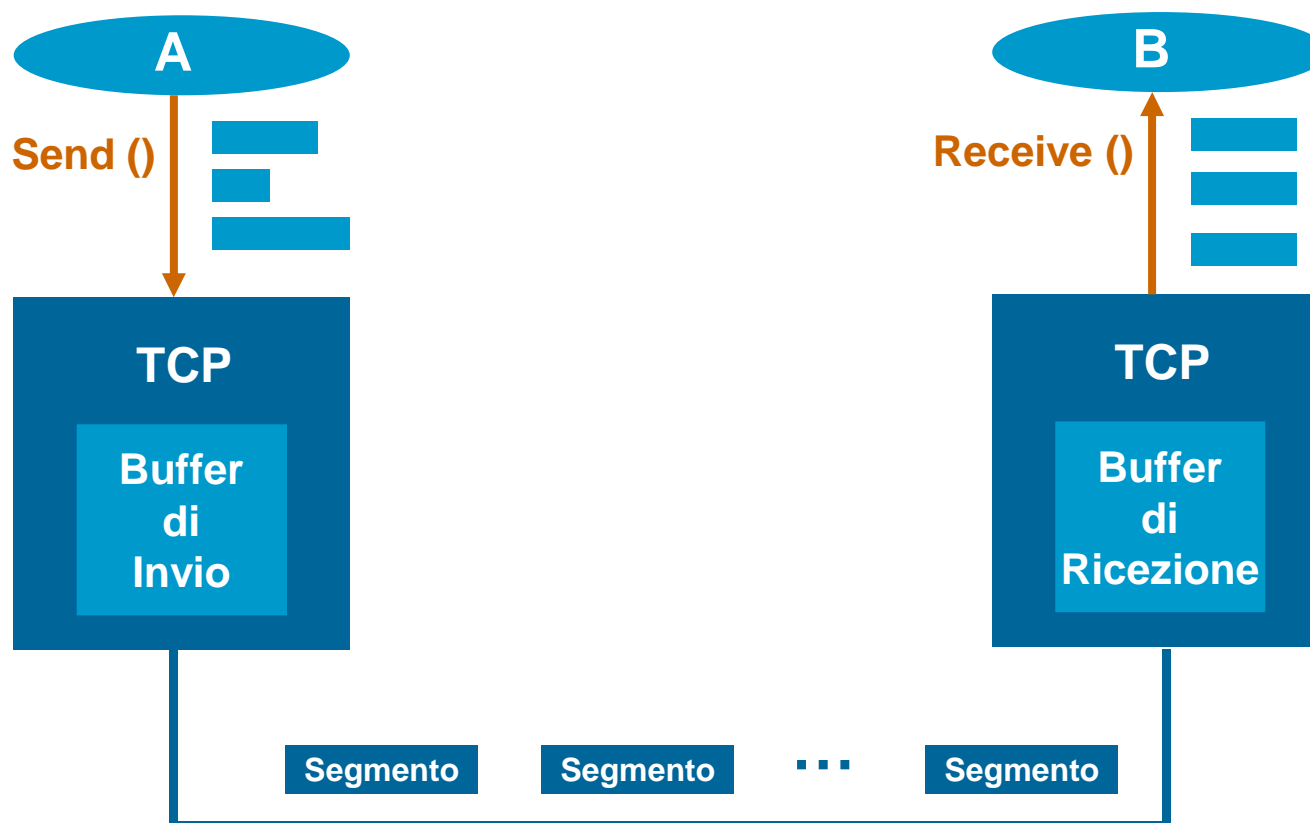 A
B
Send ()
Receive ()
TCP
Buffer
di
Invio
TCP
Buffer
di
Ricezione
Segmento
Segmento
...
Segmento